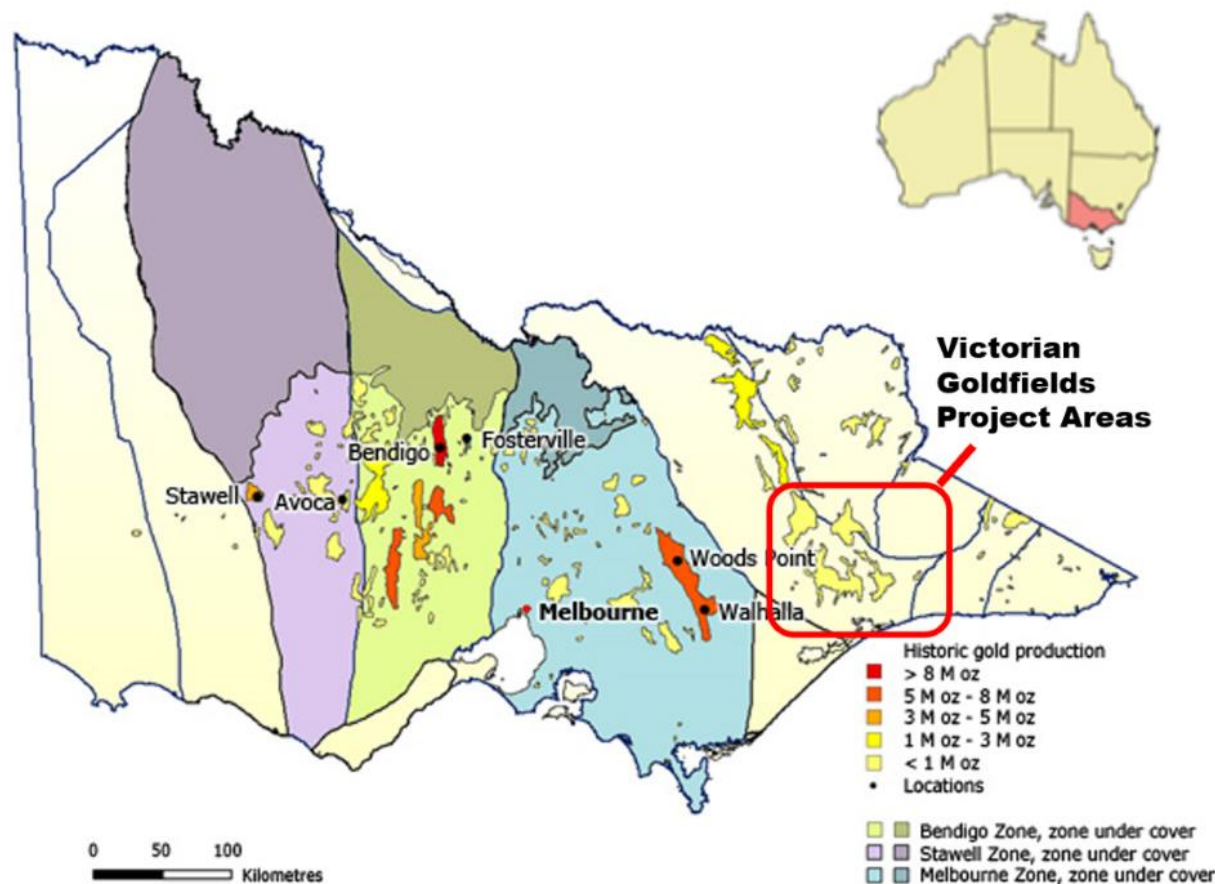 Victorian
Goldfields
Project Areas
Bendigo
Fosterville
Stawell
Avoca
Woods Point
Melbourne
Walhalla
Historic gold production
> 8 M oz
5 M oz - 8 M oz
3 M oz - 5 M oz
1 M oz - 3 M oz
< 1 M oz
Locations
Bendigo Zone, zone under cover
Stawell Zone, zone under cover
Melbourne Zone, zone under cover
0 50 100
Kilometres